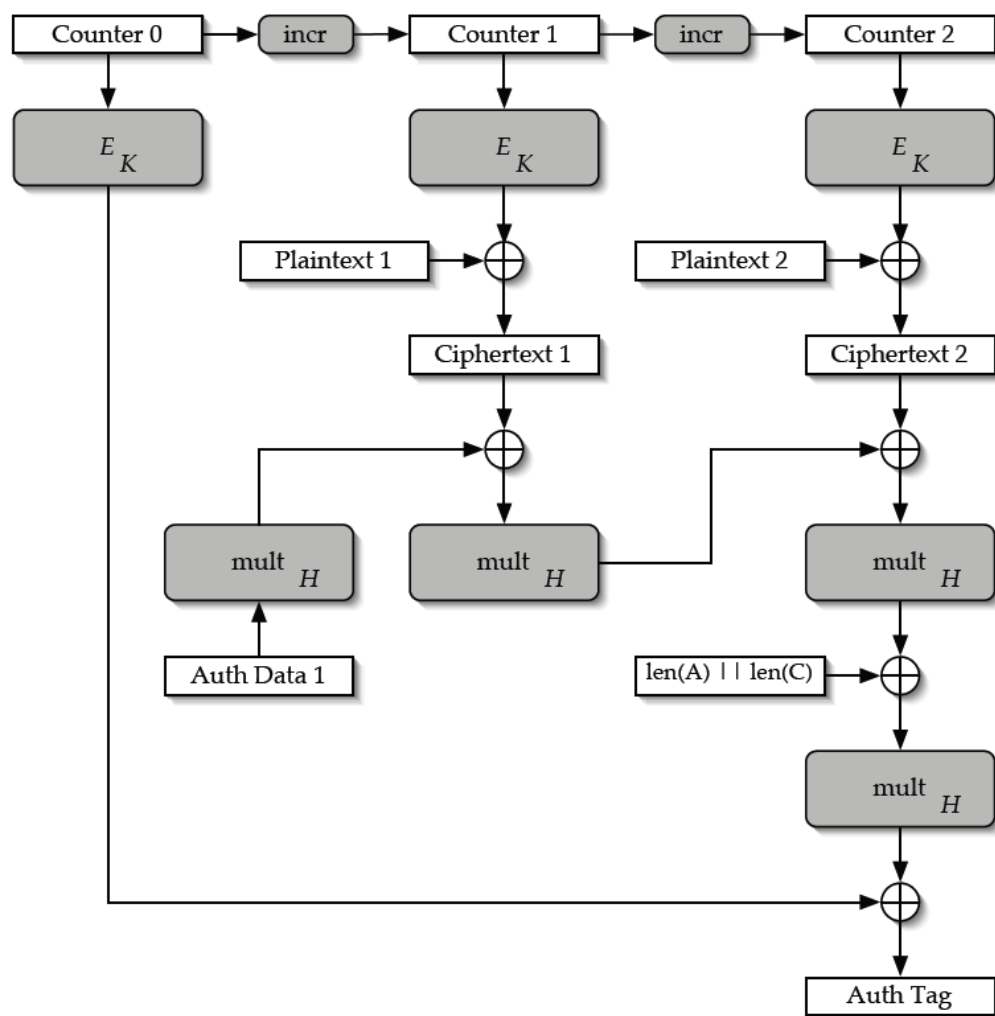 Counter 0
incr
Counter 1
incr
Counter 2
E K
E K
E K
Plaintext 1
Plaintext 2
Ciphertext 1
Ciphertext 2
mult H
mult H
mult H
Auth Data 1
len(A) || len(C)
mult H
Auth Tag